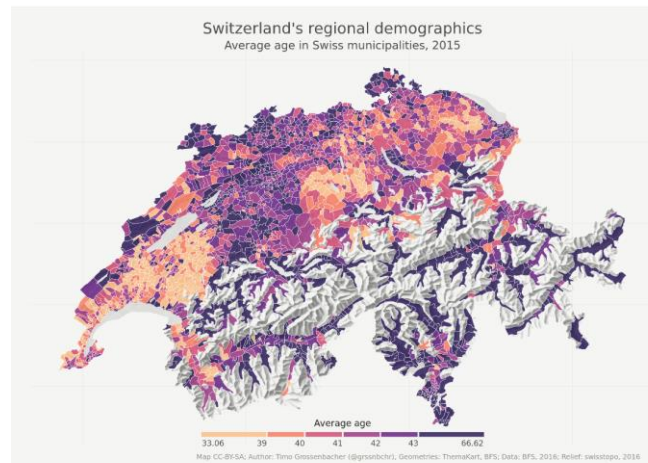 Switzerland's regional demographics
Average age in Swiss municipalities, 2015
Average age
33.06 39 40 41 42 43 66.62
Map CC-BY-SA; Author: Timo Grossenbacher (@grssnbchr), Geometries: ThemaKart, BFS; Data: BFS, 2016; Relief: swisstopo, 2016